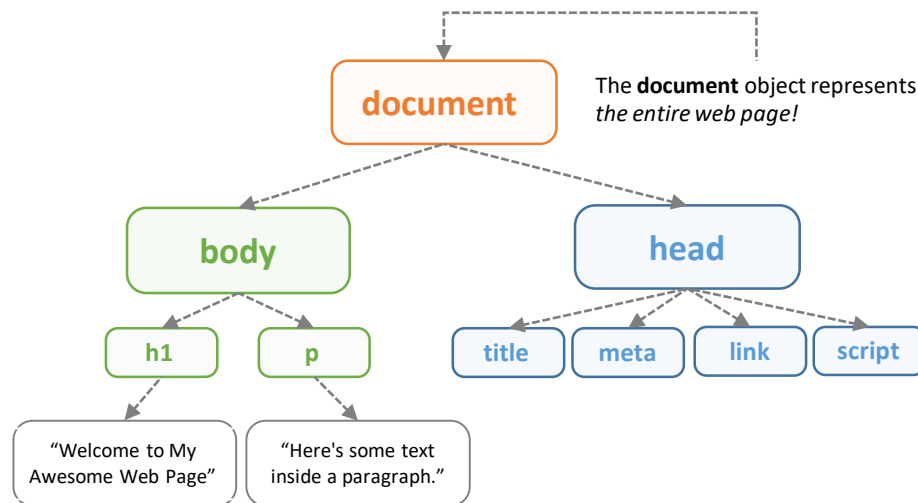 document
The document object represents
the entire web page!
body
head
h1
p
title
meta
link
script
“Welcome to My
Awesome Web Page”
“Here's some text
inside a paragraph.”